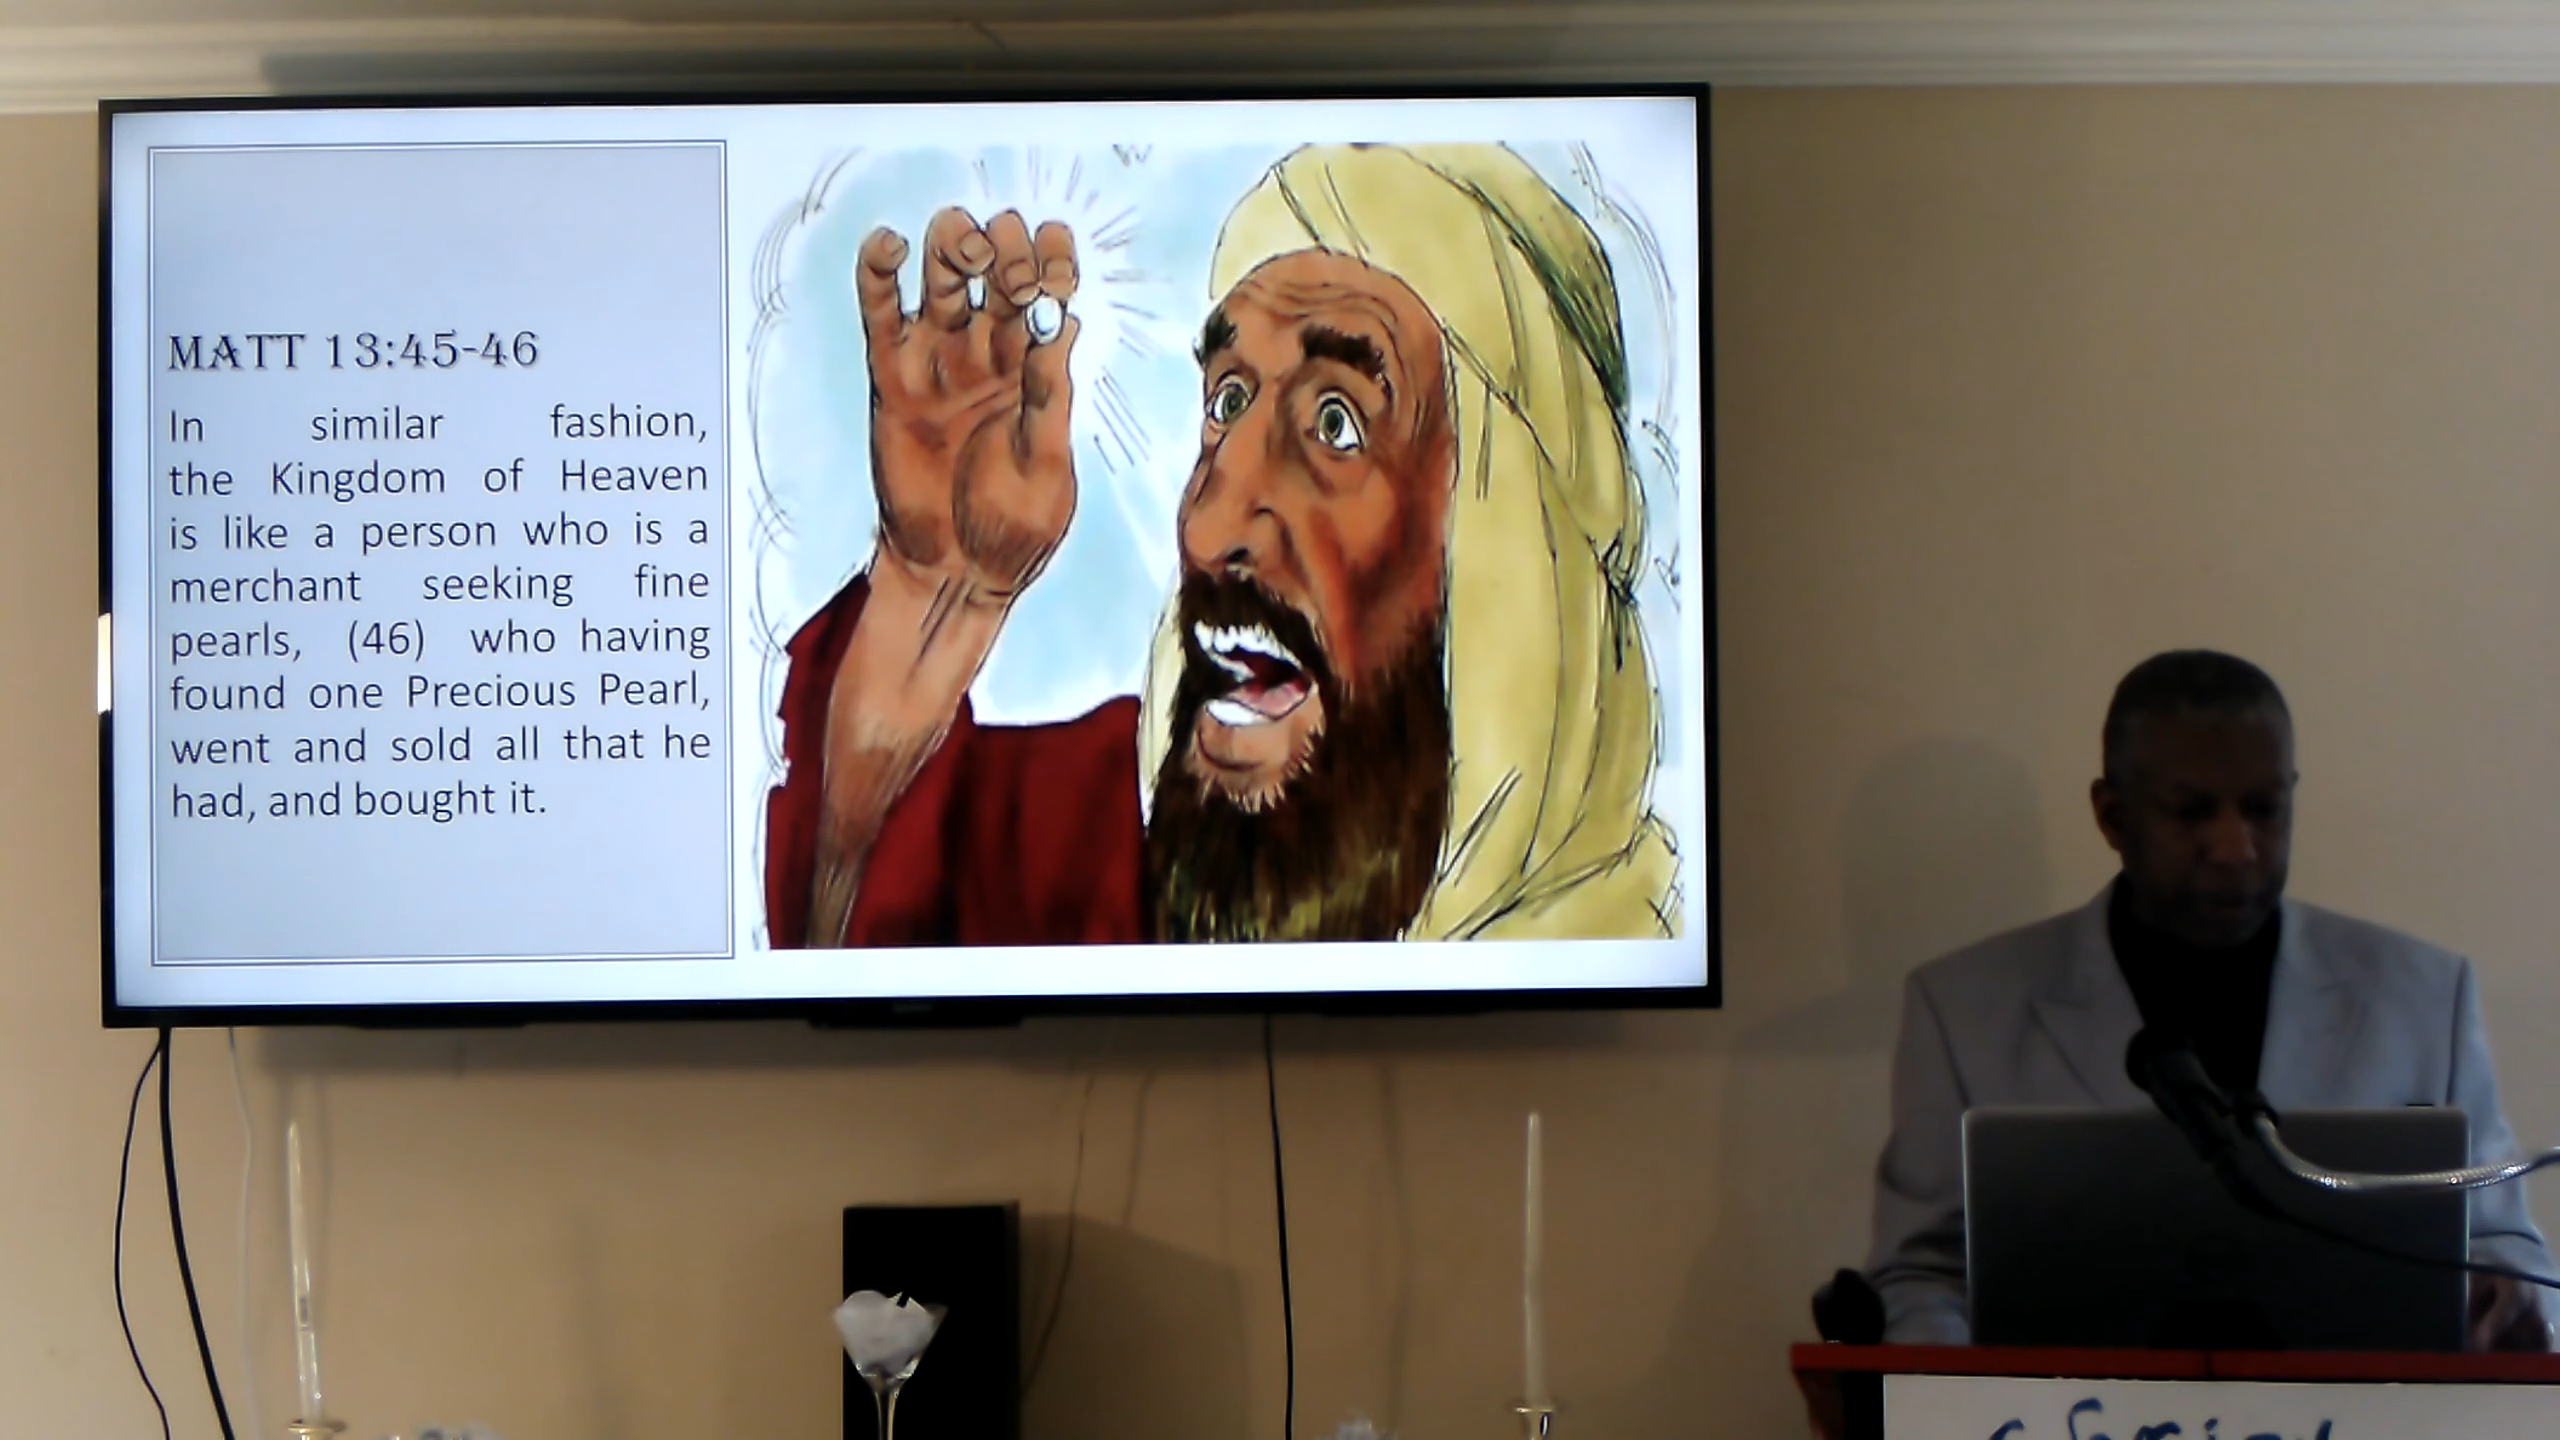 MATT 13:45-46
In similar fashion,
the Kingdom of Heaven
is like a person who is a
merchant seeking fine
pearls, (46) who having
found one Precious Pearl,
went and sold all that he
had, and bought it.